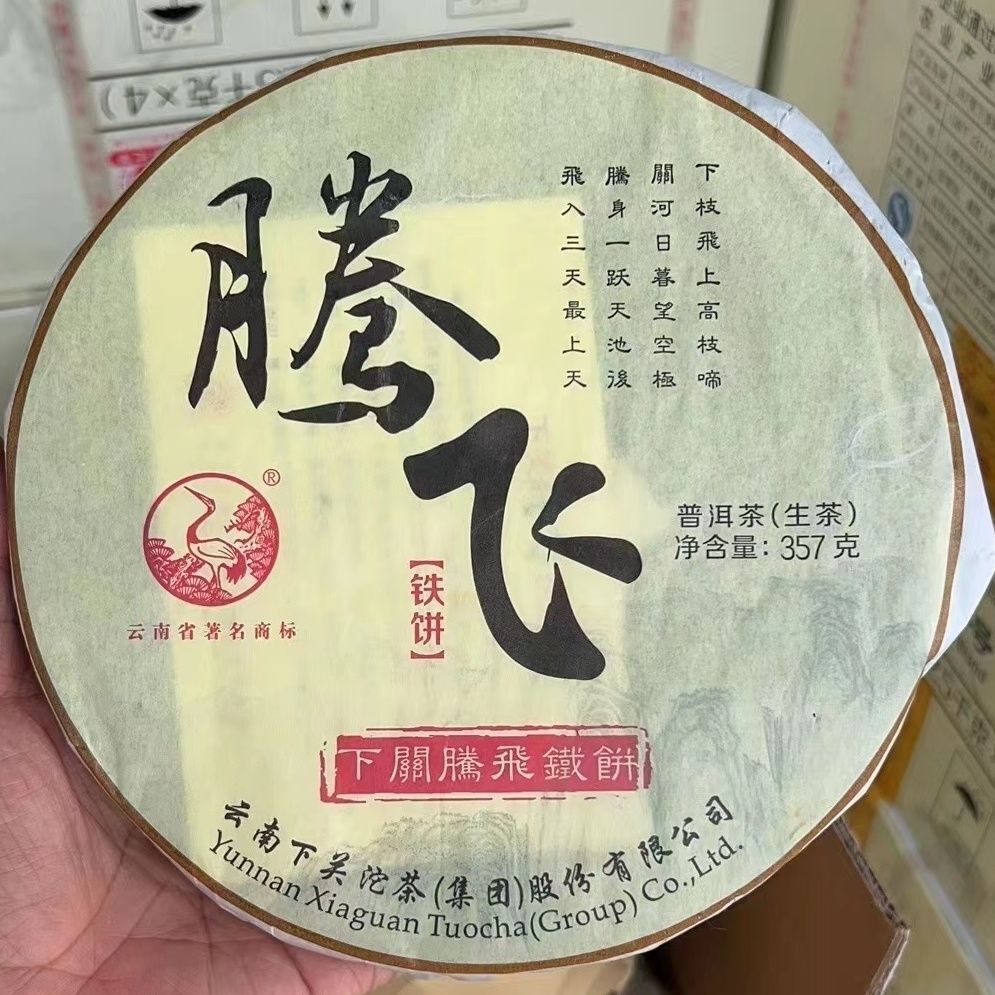 腾飞
下枝飛上高枝啼
關河日暮望空極
騰身一跃天池後
飛入三天最上天
®
云南省著名商标
【铁饼】
普洱茶(生茶)
净含量：357克
下關騰飛鐵餅
云南下关沱茶(集团)股份有限公司
Yunnan Xiaguan Tuocha(Group) Co.,Ltd.
千克×4)